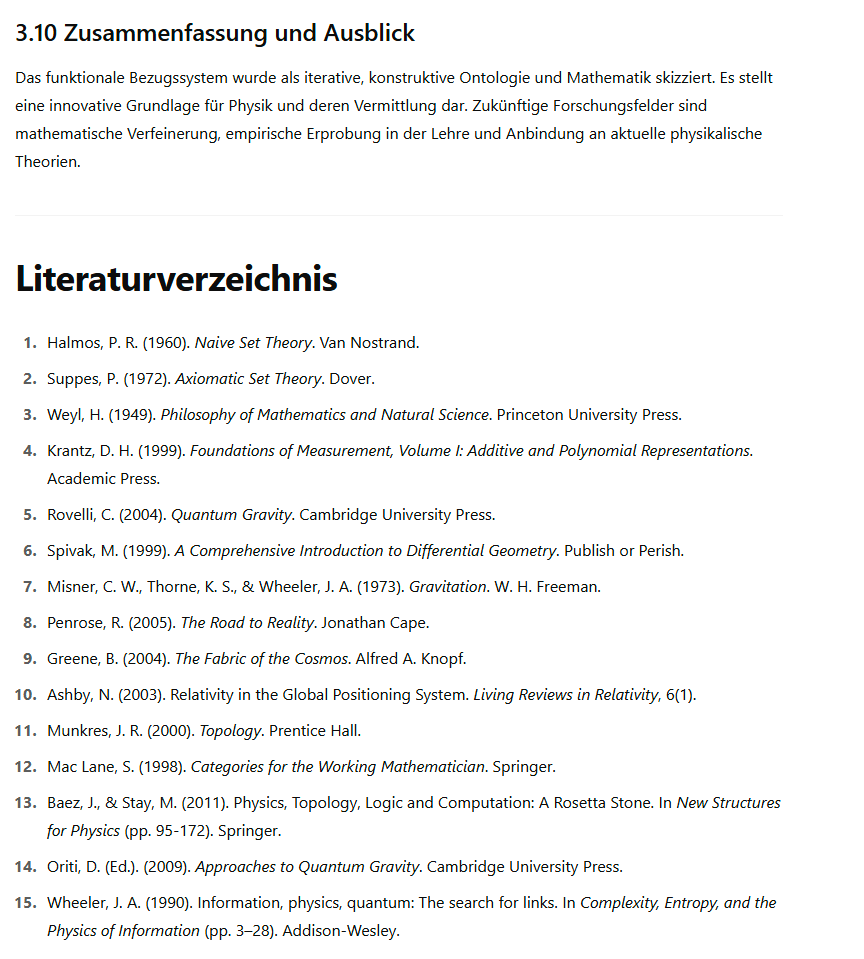 3.10 Zusammenfassung und Ausblick
Das funktionale Bezugssystem wurde als iterative, konstruktive Ontologie und Mathematik skizziert. Es stellt
eine innovative Grundlage für Physik und deren Vermittlung dar. Zukünftige Forschungsfelder sind
mathematische Verfeinerung, empirische Erprobung in der Lehre und Anbindung an aktuelle physikalische
Theorien.
Literaturverzeichnis
1. Halmos, P. R. (1960). Naive Set Theory. Van Nostrand.
2. Suppes, P. (1972). Axiomatic Set Theory. Dover.
3. Weyl, H. (1949). Philosophy of Mathematics and Natural Science. Princeton University Press.
4. Krantz, D. H. (1999). Foundations of Measurement, Volume I: Additive and Polynomial Representations.
Academic Press.
5. Rovelli, C. (2004). Quantum Gravity. Cambridge University Press.
6. Spivak, M. (1999). A Comprehensive Introduction to Differential Geometry. Publish or Perish.
7. Misner, C. W., Thorne, K. S., & Wheeler, J. A. (1973). Gravitation. W. H. Freeman.
8. Penrose, R. (2005). The Road to Reality. Jonathan Cape.
9. Greene, B. (2004). The Fabric of the Cosmos. Alfred A. Knopf.
10. Ashby, N. (2003). Relativity in the Global Positioning System. Living Reviews in Relativity, 6(1).
11. Munkres, J. R. (2000). Topology. Prentice Hall.
12. Mac Lane, S. (1998). Categories for the Working Mathematician. Springer.
13. Baez, J., & Stay, M. (2011). Physics, Topology, Logic and Computation: A Rosetta Stone. In New Structures
for Physics (pp. 95-172). Springer.
14. Oriti, D. (Ed.). (2009). Approaches to Quantum Gravity. Cambridge University Press.
15. Wheeler, J. A. (1990). Information, physics, quantum: The search for links. In Complexity, Entropy, and the
Physics of Information (pp. 3–28). Addison-Wesley.